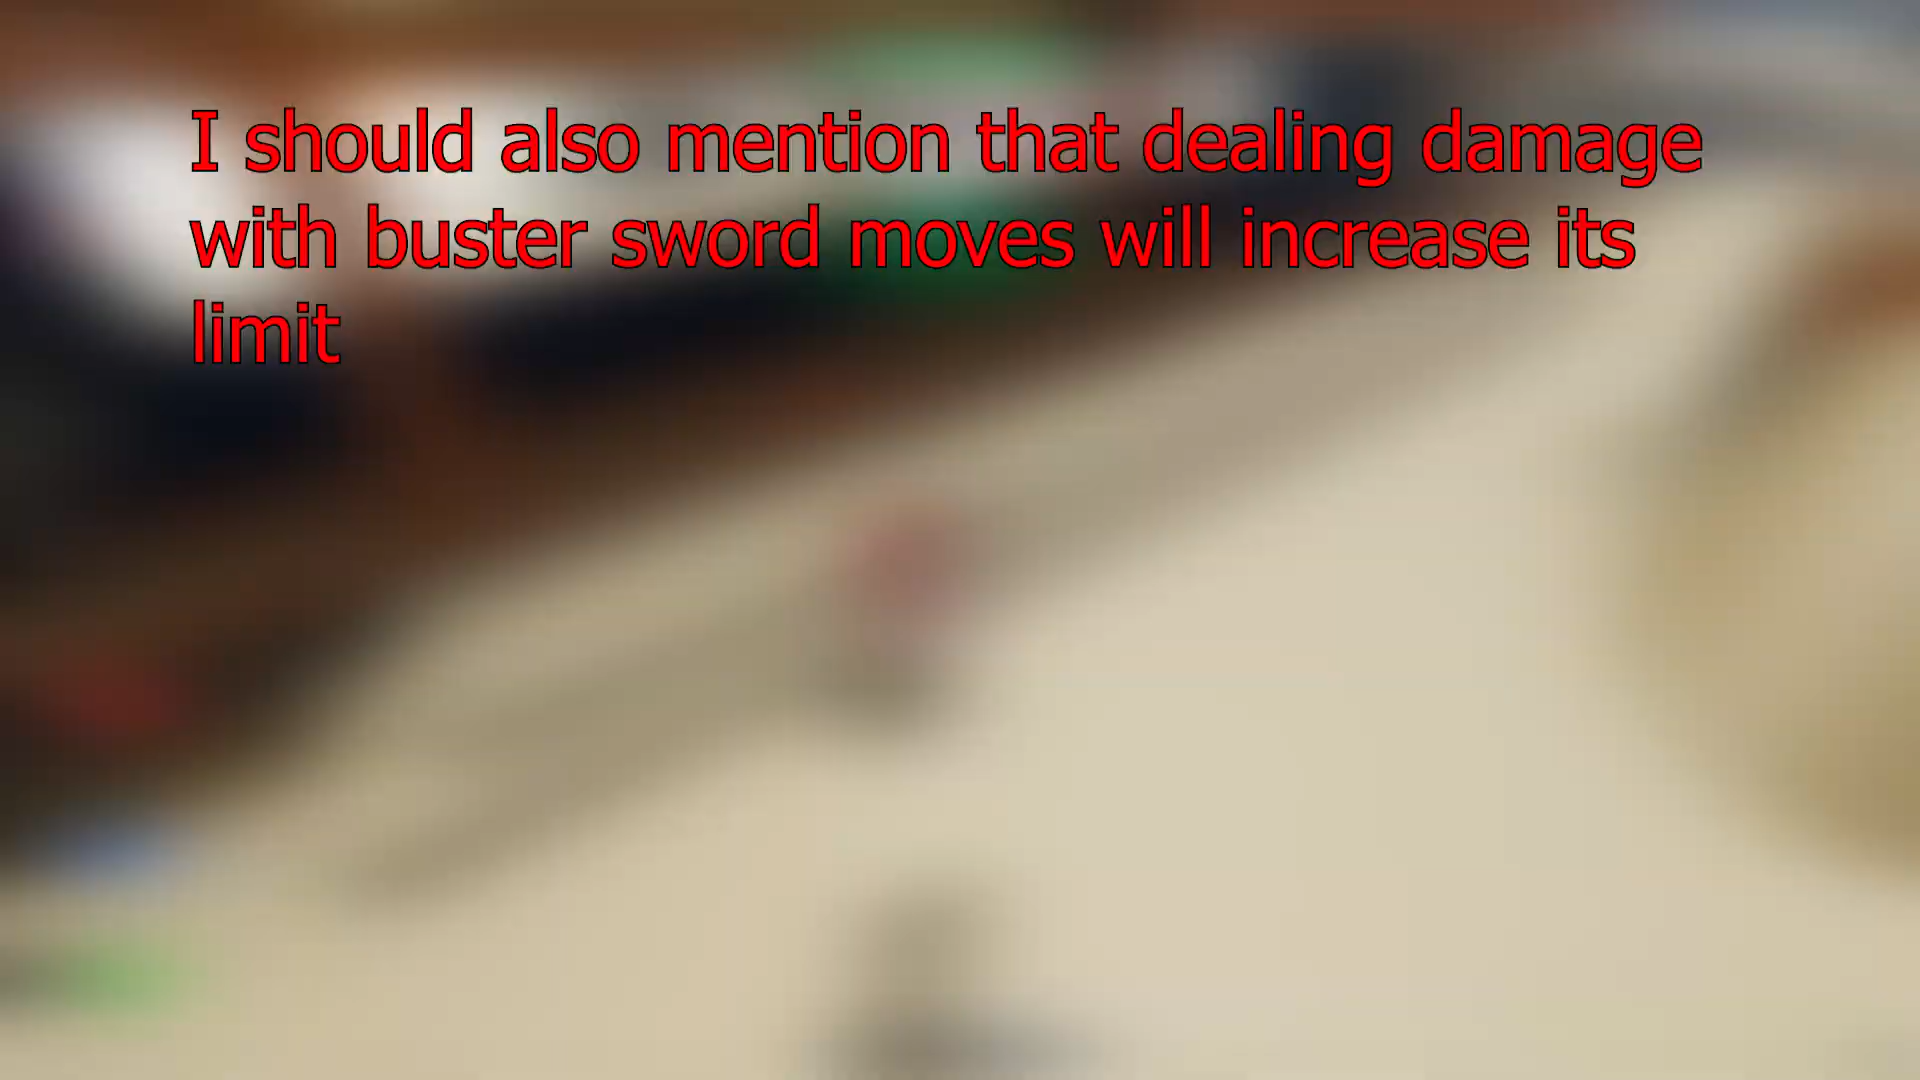 I should also mention that dealing damage
with buster sword moves will increase its
limit